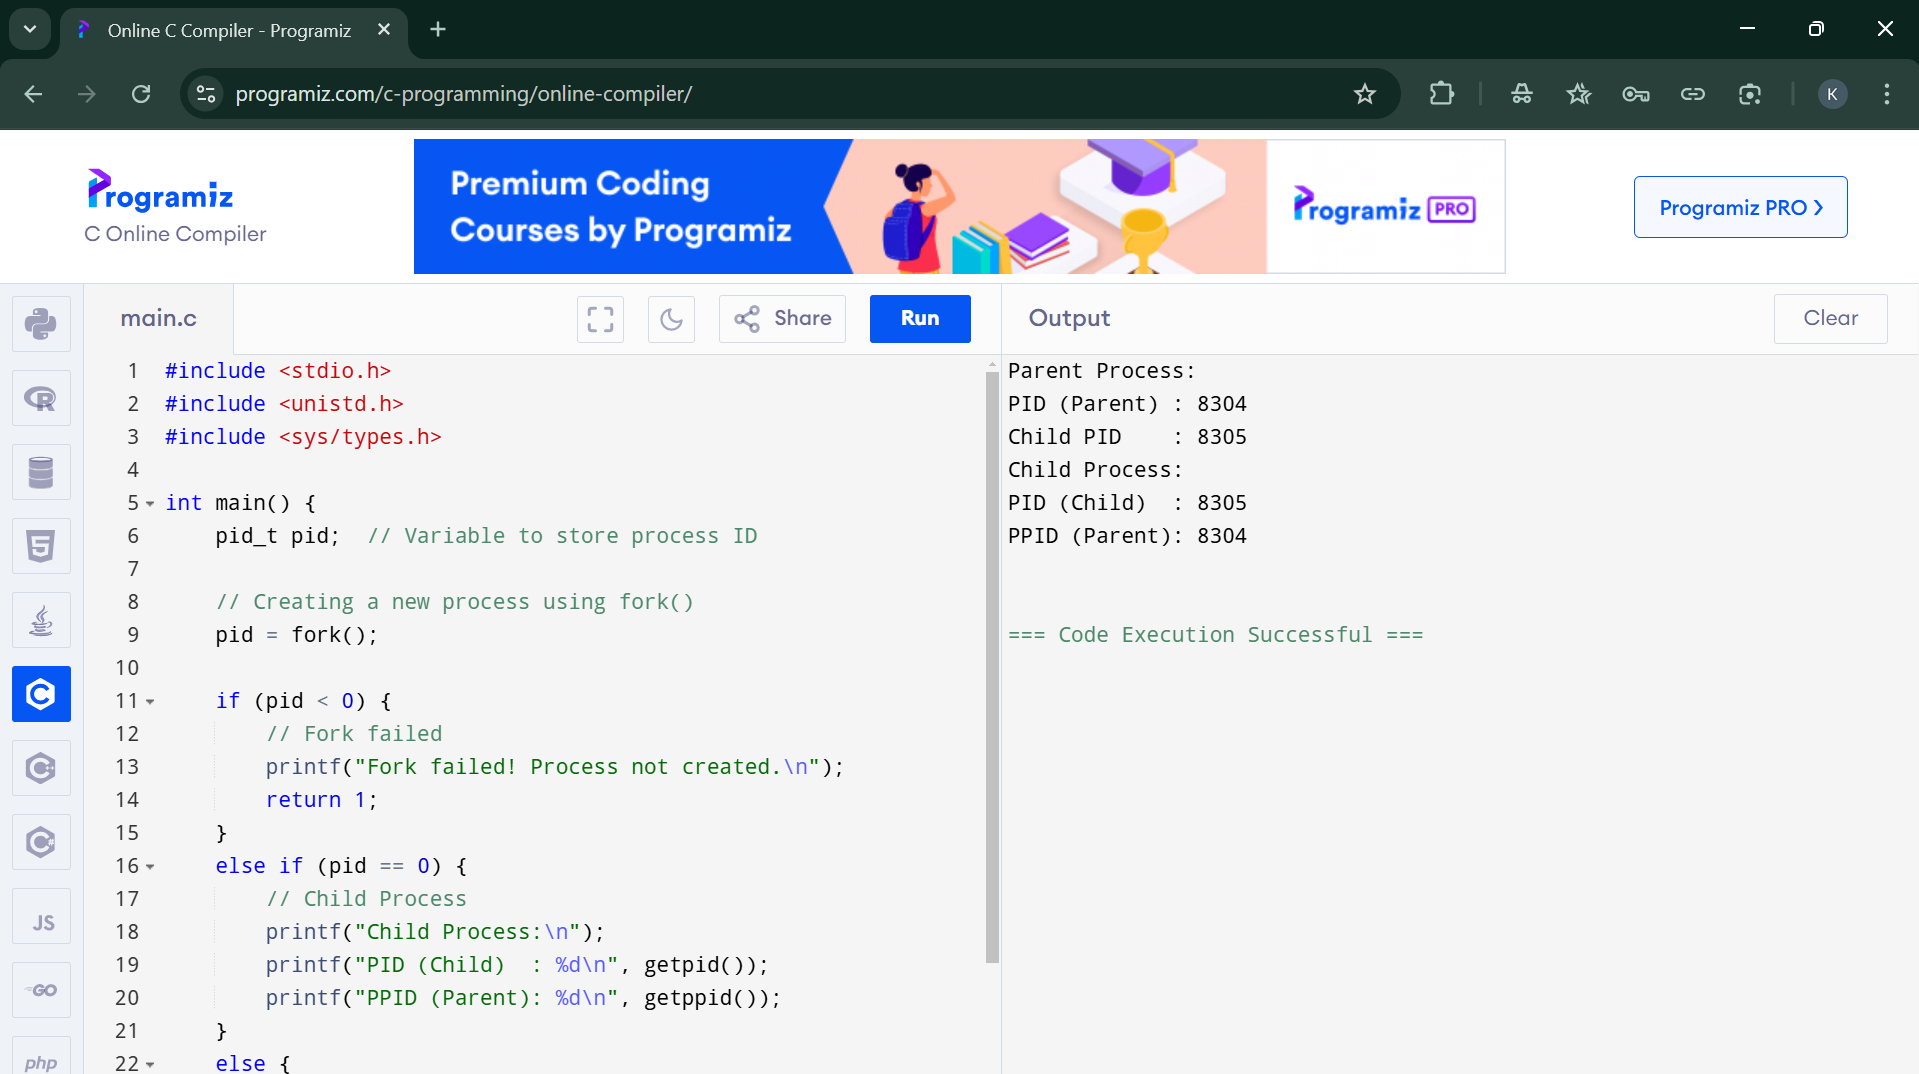 Online C Compiler - Programiz
programiz.com/c-programming/online-compiler/
K
Programiz
C Online Compiler
Premium Coding
Courses by Programiz
Programiz PRO
Programiz PRO
main.c
Share
Run
Output
Clear
1 #include <stdio.h>
2 #include <unistd.h>
3 #include <sys/types.h>
4
5 int main() {
6 pid_t pid;  // Variable to store process ID
7
8 // Creating a new process using fork()
9 pid = fork();
10
11 if (pid < 0) {
12 // Fork failed
13 printf("Fork failed! Process not created.\n");
14 return 1;
15 }
16 else if (pid == 0) {
17 // Child Process
18 printf("Child Process:\n");
19 printf("PID (Child)  : %d\n", getpid());
20 printf("PPID (Parent): %d\n", getppid());
21 }
22 else {
Parent Process:
PID (Parent) : 8304
Child PID    : 8305
Child Process:
PID (Child)  : 8305
PPID (Parent): 8304
=== Code Execution Successful ===
R
5
C
C++
C#
JS
GO
php